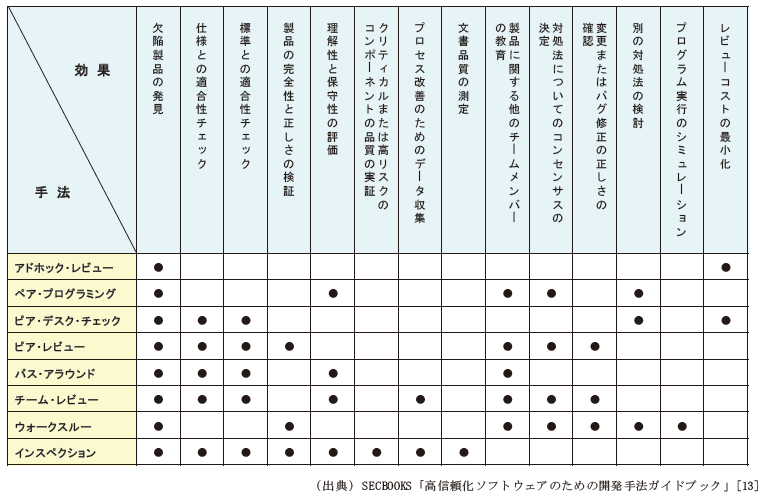 効果
手法
欠陥製品の発見
仕様との適合性チェック
標準との適合性チェック
製品の完全性と正しさの検証
理解性と保守性の評価
クリティカルまたは高リスクの
コンポーネントの品質の実証
プロセス改善のためのデータ収集
文書品質の測定
製品に関する他のチームメンバー
の教育
対処法についてのコンセンサスの
決定
変更またはバグ修正の正しさの
確認
別の対処法の検討
プログラム実行のシミュレーション
レビューコストの最小化
アドホック・レビュー ● ●
ペア・プログラミング ● ● ● ● ●
ピア・デスク・チェック ● ● ● ● ●
ピア・レビュー ● ● ● ● ● ● ●
パス・アラウンド ● ● ● ● ●
チーム・レビュー ● ● ● ● ● ● ● ●
ウォークスルー ● ● ● ● ● ● ●
インスペクション ● ● ● ● ● ● ● ●
（出典）SECBOOKS「高信頼化ソフトウェアのための開発手法ガイドブック」[13]